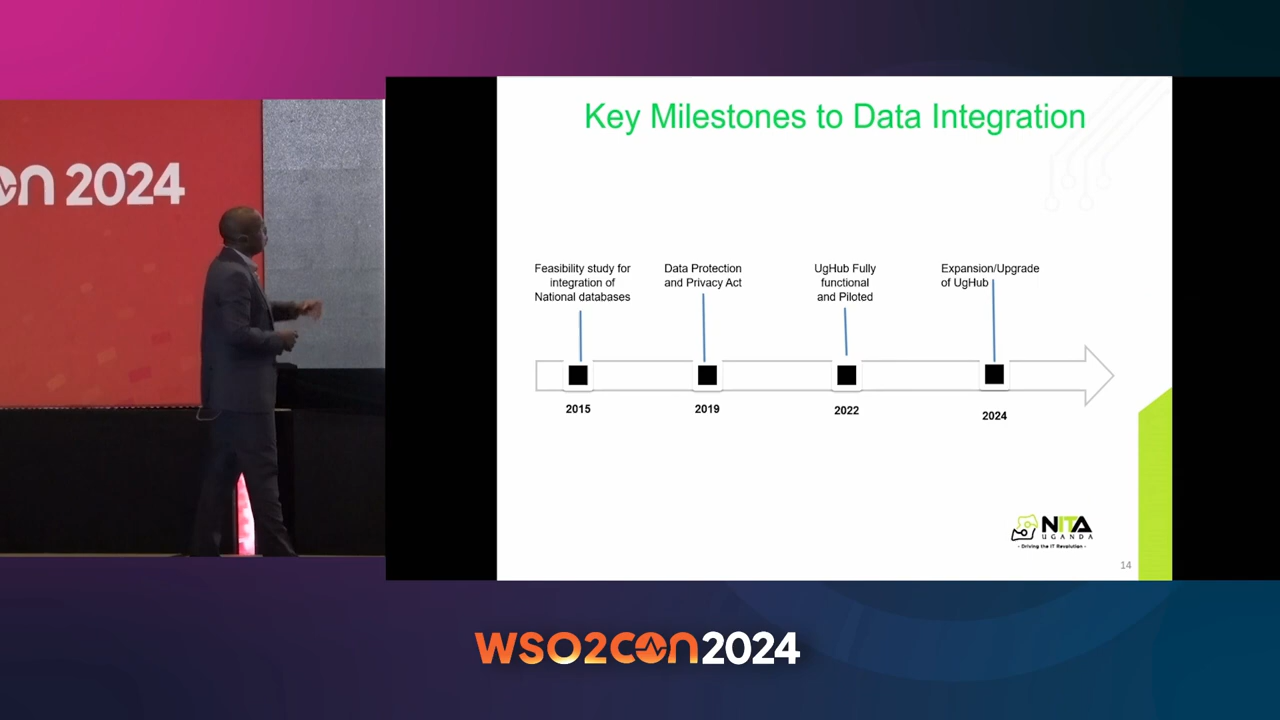 on 2024
Key Milestones to Data Integration
Feasibility study for
integration of
National databases
Data Protection
and Privacy Act
UgHub Fully
functional
and Piloted
Expansion/Upgrade
of UgHub
2015
2019
2022
2024
NITA
UGANDA
- Driving the IT Revolution -
14
WSO2CON2024